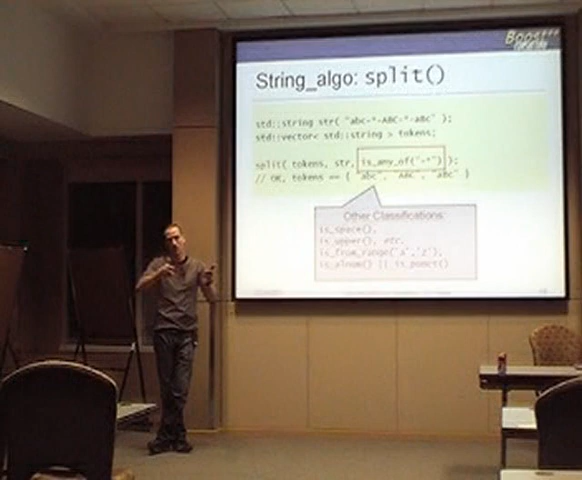 Boost
String_algo: split()
std::string str( "abc-*-ABC-*-aBc" );
std::vector< std::string > tokens;
split( tokens, str, is_any_of("-*") );
// OK, tokens == { "abc", "ABC", "aBc" }
Other Classifications:
is_space(),
is_upper(), etc.
is_from_range('a','z'),
is_alnum() || is_punct()